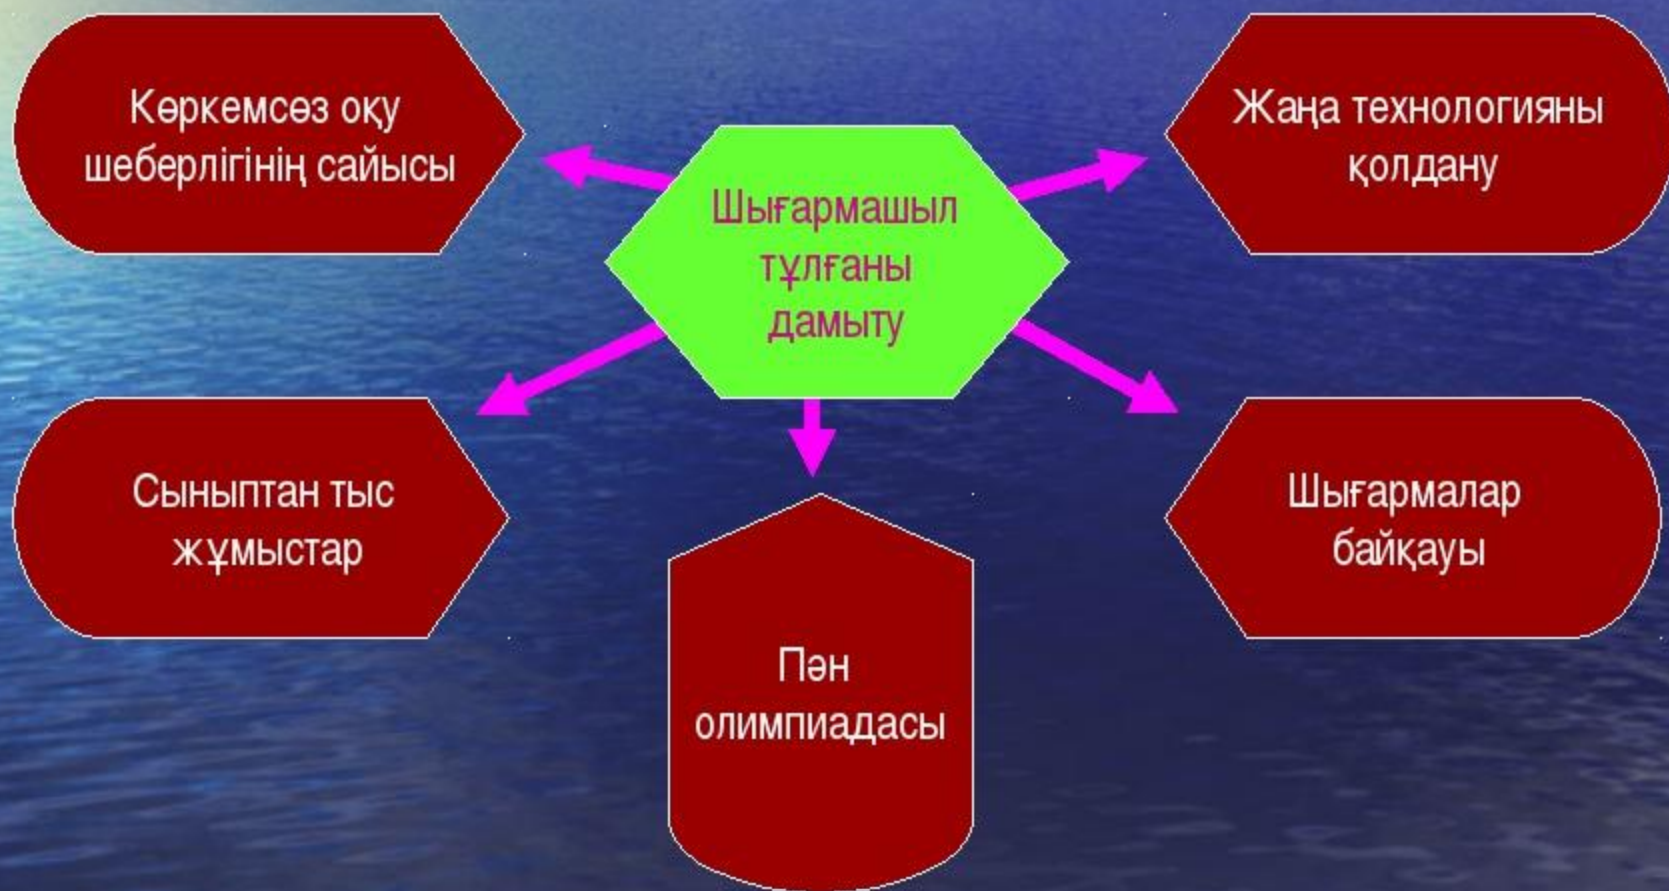 Көркемсөз оқу
шеберлігінің сайысы
Жаңа технологияны
қолдану
Шығармашыл
тұлғаны
дамыту
Сыныптан тыс
жұмыстар
Шығармалар
байқауы
Пән
олимпиадасы